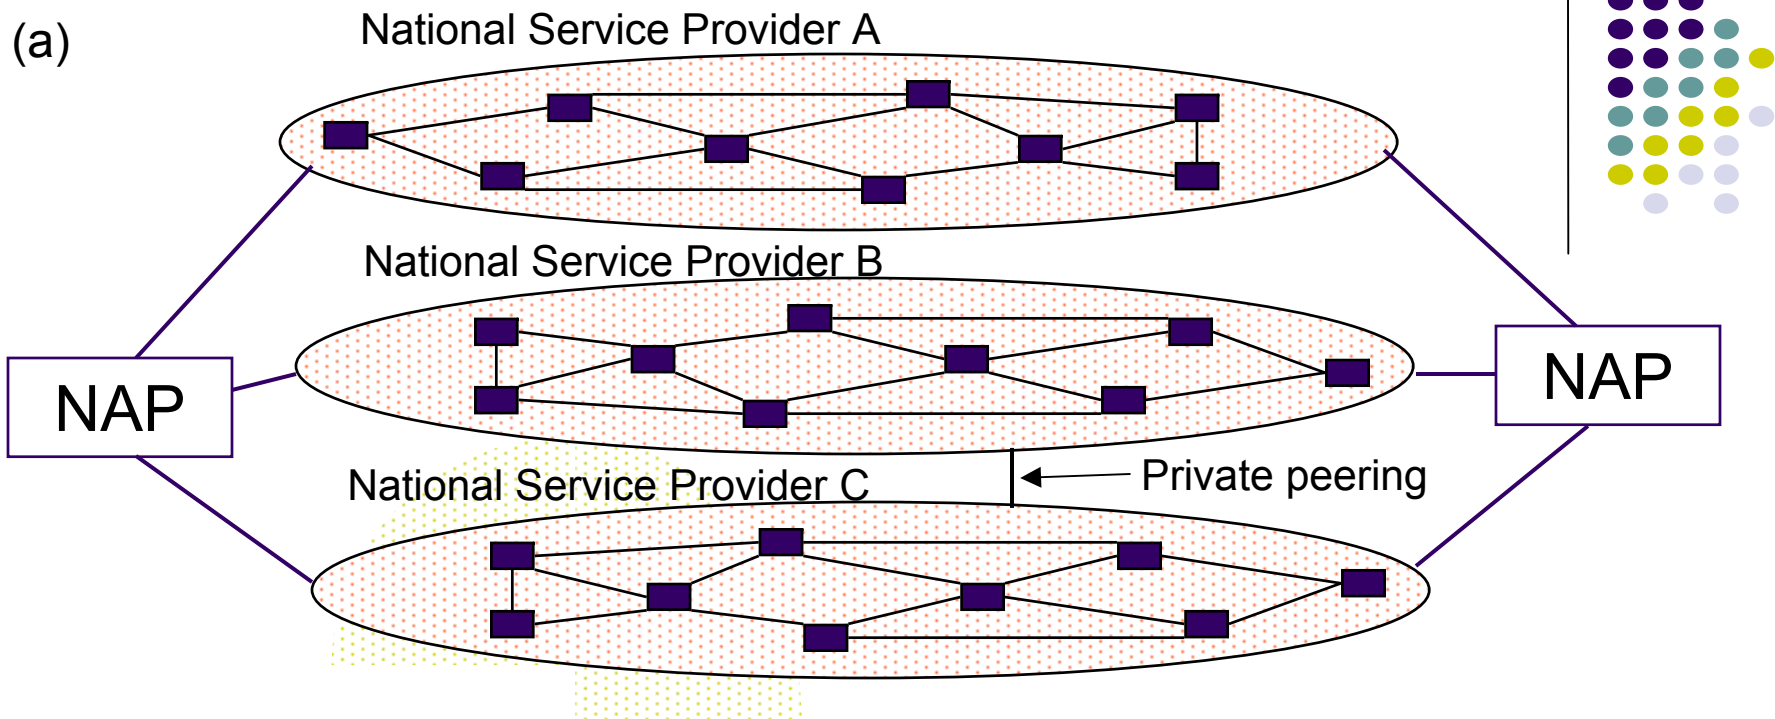 (a)
National Service Provider A
National Service Provider B
NAP
NAP
National Service Provider C
Private peering